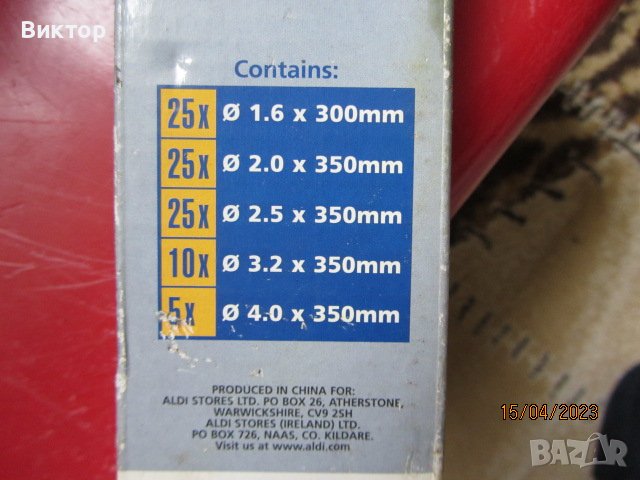 Виктор
Contains:
25x Ø 1.6 x 300mm
25x Ø 2.0 x 350mm
25x Ø 2.5 x 350mm
10x Ø 3.2 x 350mm
5x Ø 4.0 x 350mm
PRODUCED IN CHINA FOR:
ALDI STORES LTD. PO BOX 26, ATHERSTONE,
WARWICKSHIRE, CV9 2SH
ALDI STORES (IRELAND) LTD.
PO BOX 726, NAAS, CO. KILDARE.
Visit us at www.aldi.com
15/04/2023
BAZAR